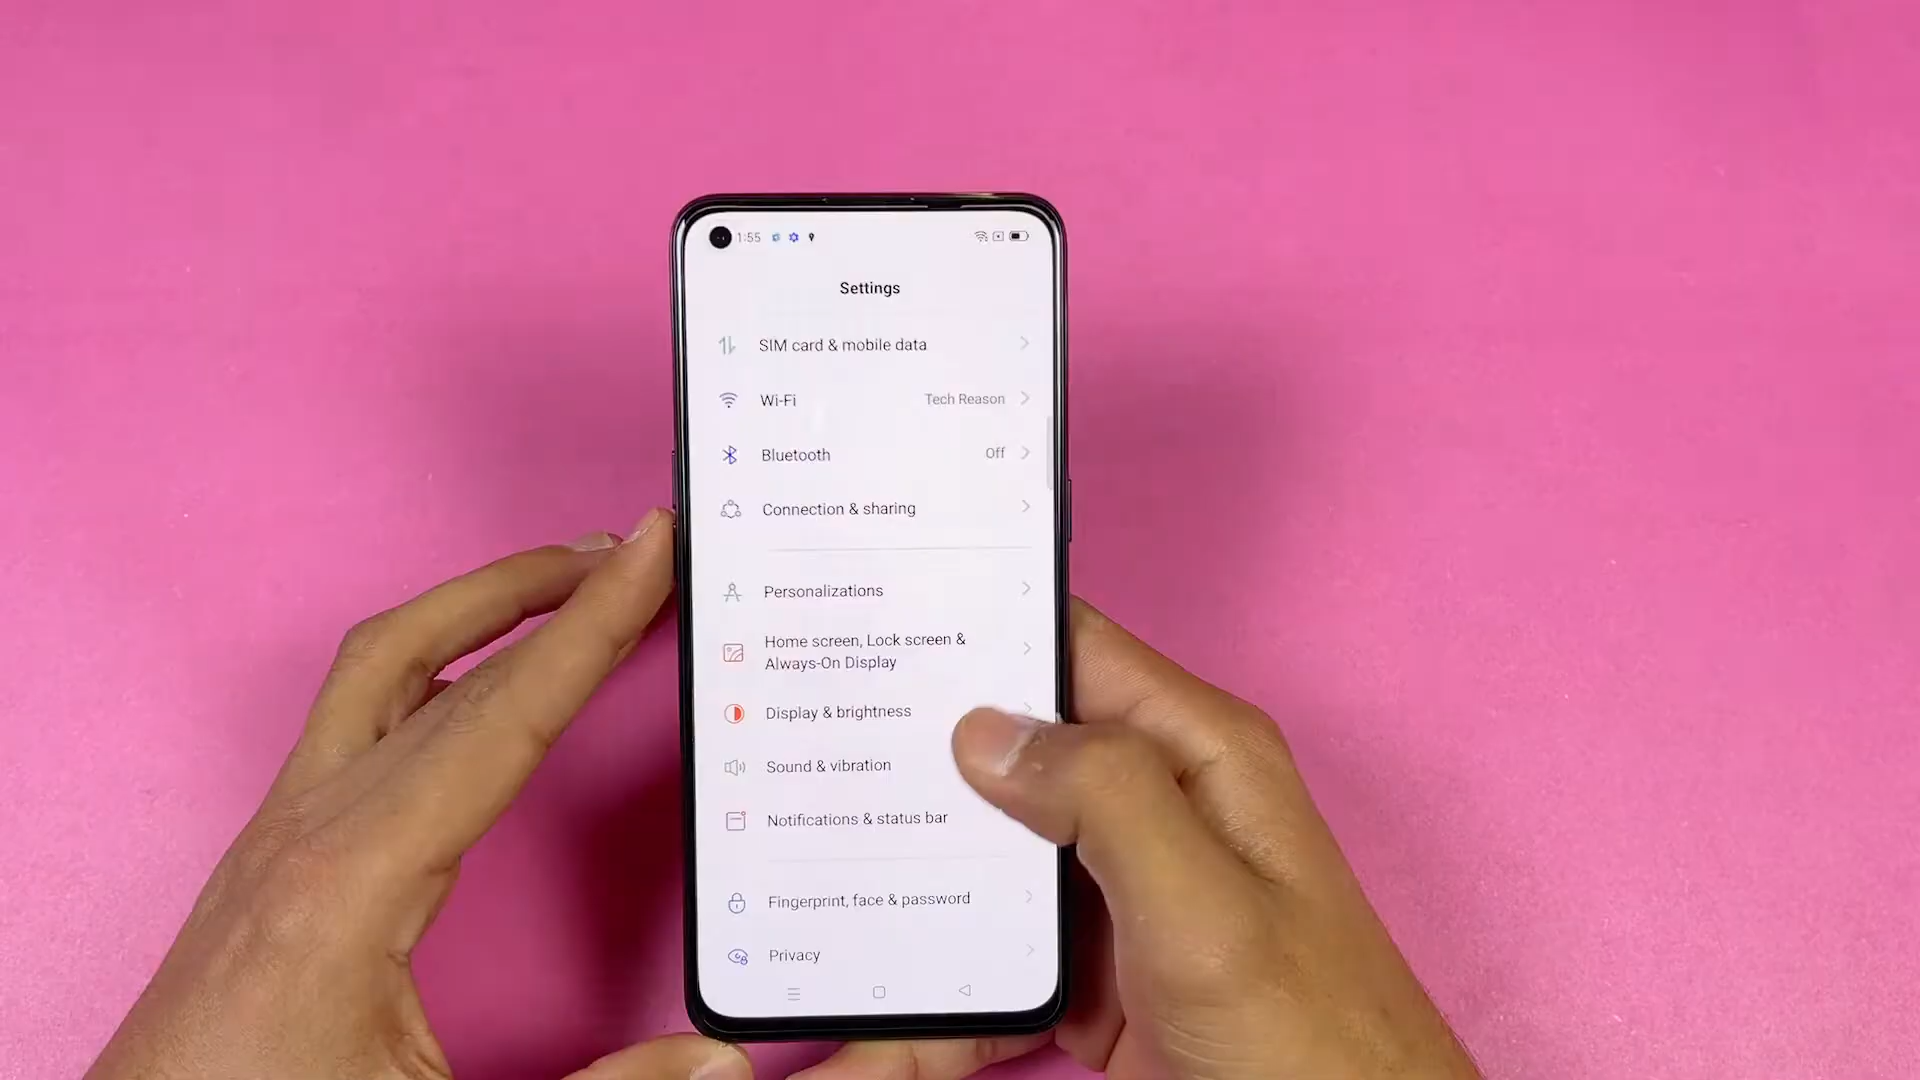 1:55
Settings
SIM card & mobile data
Wi-Fi Tech Reason
Bluetooth Off
Connection & sharing
Personalizations
Home screen, Lock screen &
Always-On Display
Display & brightness
Sound & vibration
Notifications & status bar
Fingerprint, face & password
Privacy